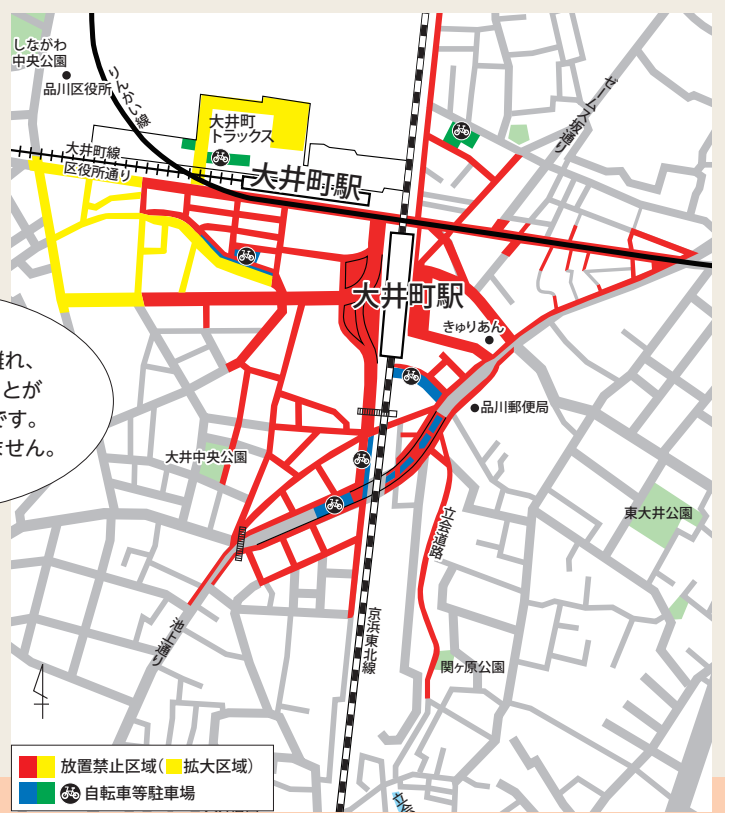 しながわ
中央公園
品川区役所
りんかい線
大井町
トラックス
ゼームス坂通り
大井町線
区役所通り
大井町駅
大井町駅
きゅりあん
品川郵便局
れ、
とが
です。
ません。
大井中央公園
立会道路
東大井公園
池上通り
京浜東北線
関ヶ原公園
放置禁止区域(拡大区域)
自転車等駐車場
立会